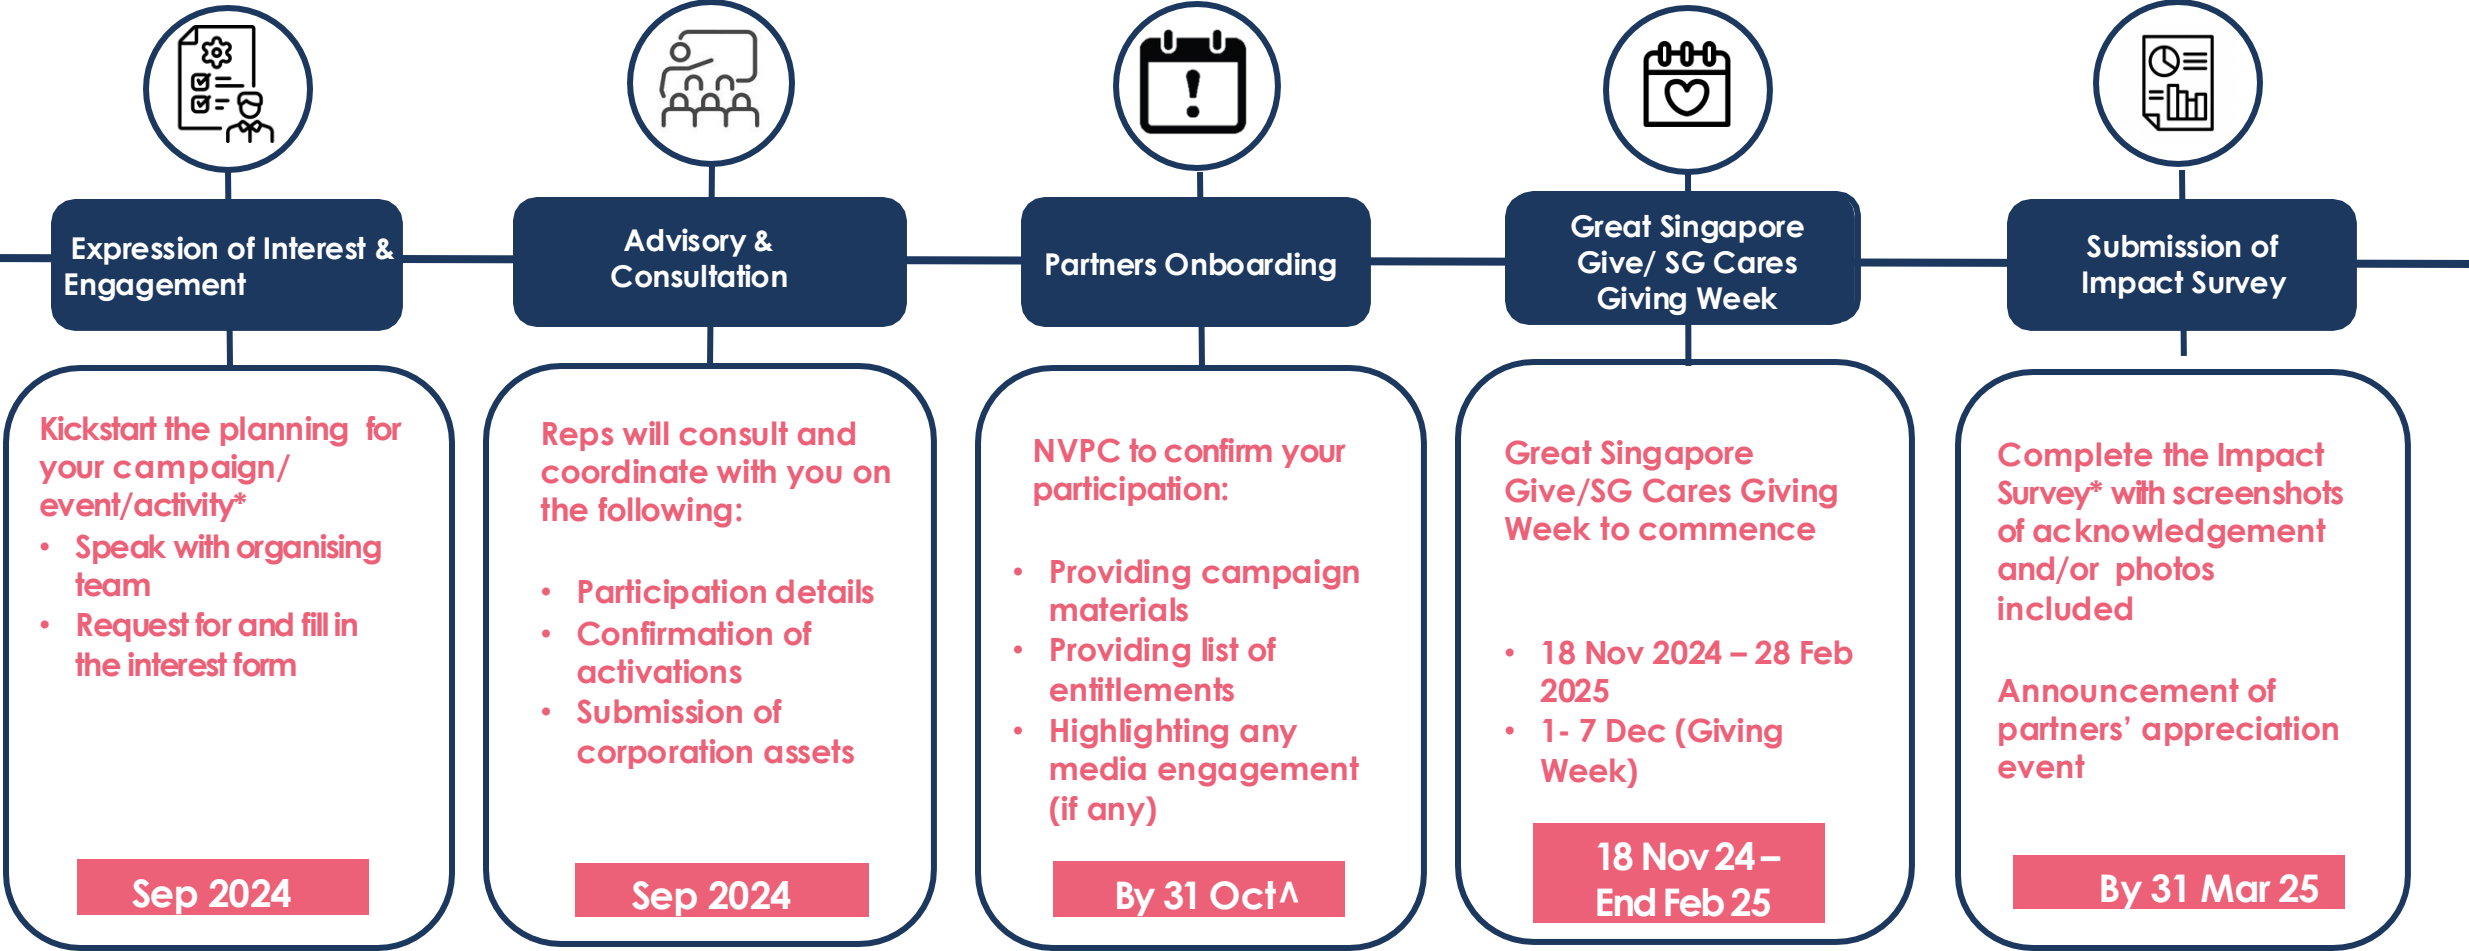 Expression of Interest &
Engagement
Kickstart the planning for
your campaign/
event/activity*
• Speak with organising
team
• Request for and fill in
the interest form
Sep 2024
Advisory &
Consultation
Reps will consult and
coordinate with you on
the following:
• Participation details
• Confirmation of
activations
• Submission of
corporation assets
Sep 2024
Partners Onboarding
NVPC to confirm your
participation:
• Providing campaign
materials
• Providing list of
entitlements
• Highlighting any
media engagement
(if any)
By 31 Oct^
Great Singapore
Give/ SG Cares
Giving Week
Great Singapore
Give/SG Cares Giving
Week to commence
• 18 Nov 2024 – 28 Feb
2025
• 1- 7 Dec (Giving
Week)
18 Nov 24 –
End Feb 25
Submission of
Impact Survey
Complete the Impact
Survey* with screenshots
of acknowledgement
and/or photos
included
Announcement of
partners’ appreciation
event
By 31 Mar 25